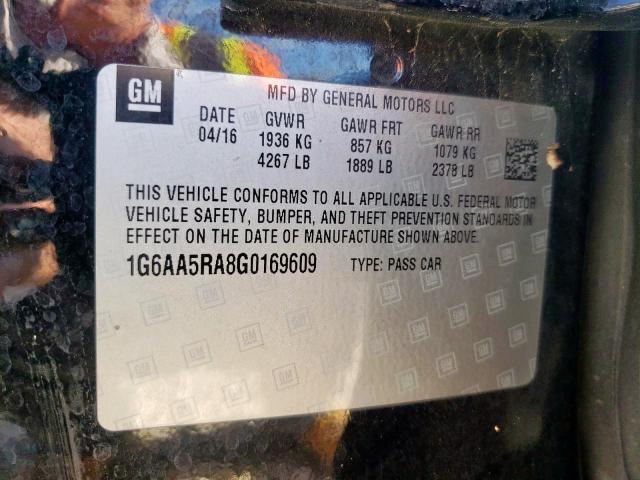 GM
MFD BY GENERAL MOTORS LLC
DATE GVWR GAWR FRT GAWR RR
04/16 1936 KG 857 KG 1079 KG
4267 LB 1889 LB 2378 LB
THIS VEHICLE CONFORMS TO ALL APPLICABLE U.S. FEDERAL MOTOR
VEHICLE SAFETY, BUMPER, AND THEFT PREVENTION STANDARDS IN
EFFECT ON THE DATE OF MANUFACTURE SHOWN ABOVE.
1G6AA5RA8G0169609 TYPE: PASS CAR